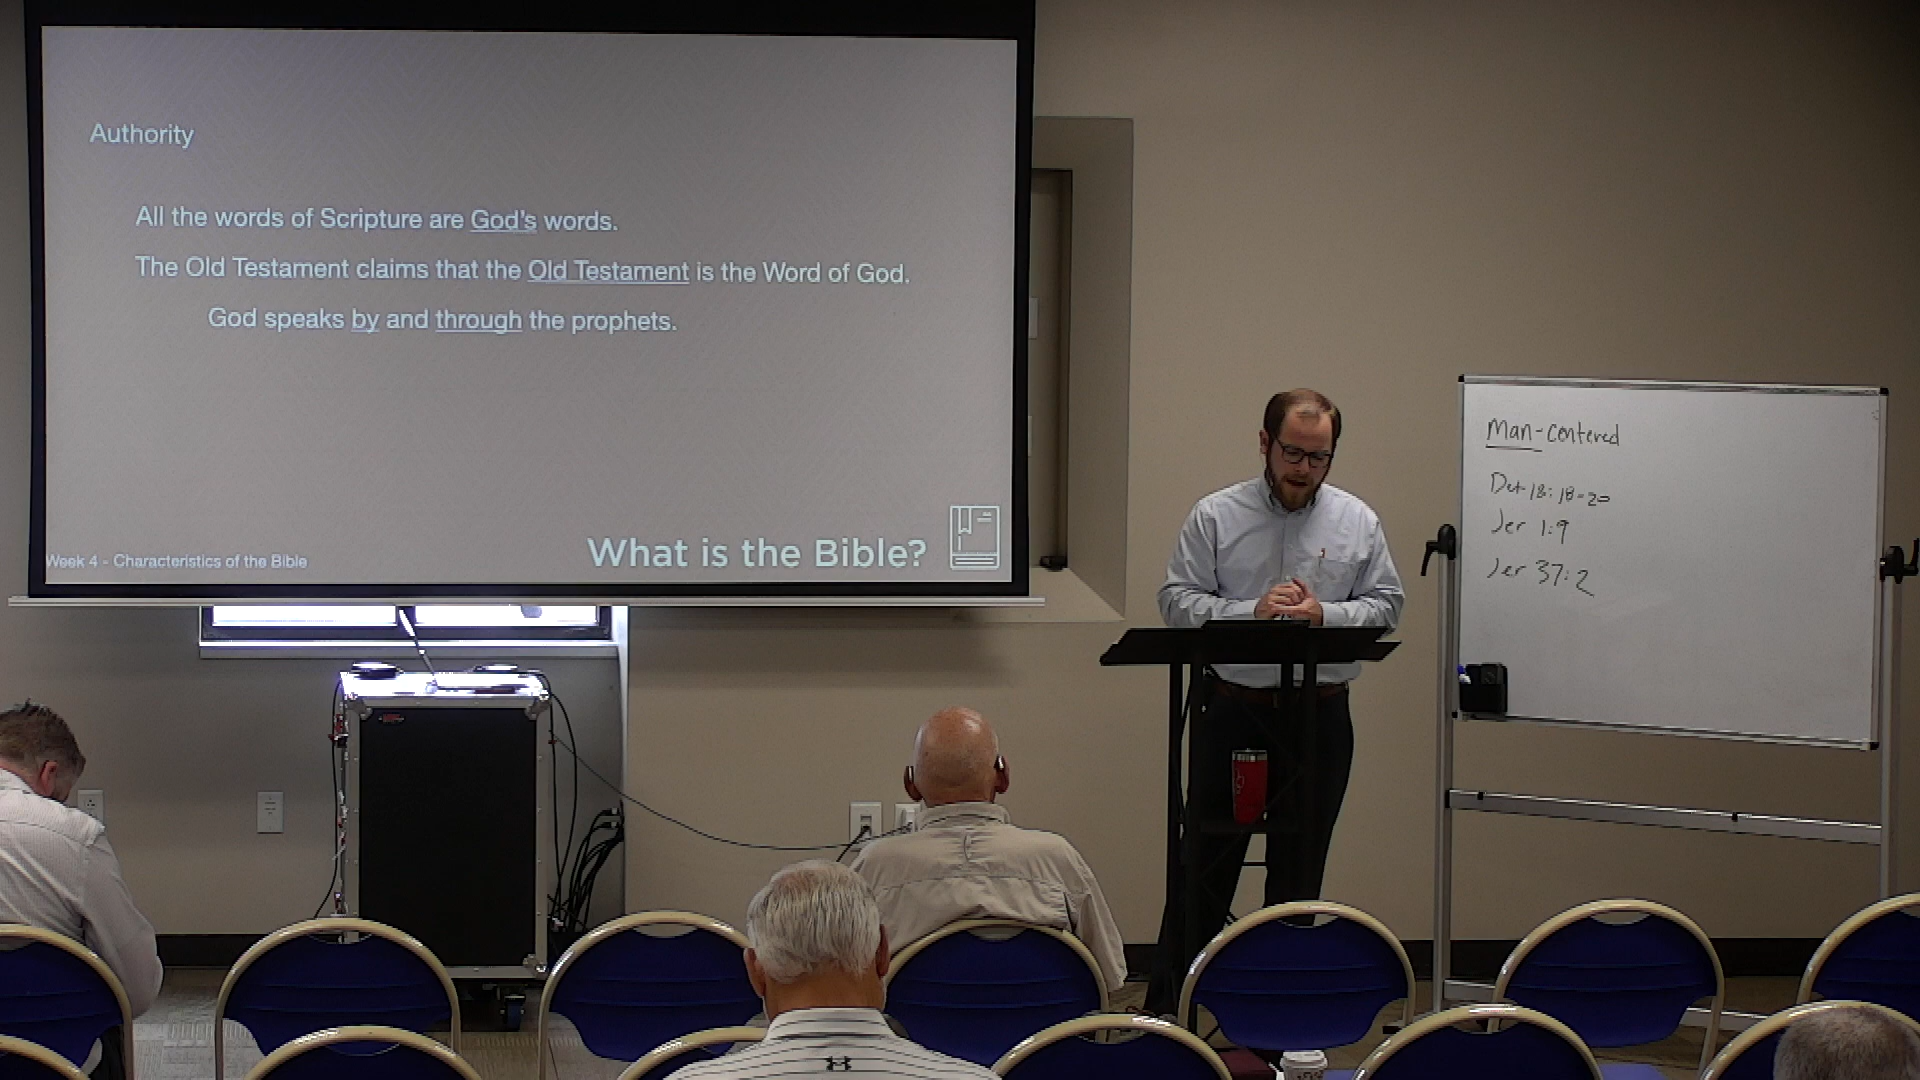 Authority
All the words of Scripture are God's words.
The Old Testament claims that the Old Testament is the Word of God.
God speaks by and through the prophets.
What is the Bible?
Week 4 - Characteristics of the Bible
Man-centered
Det 18:18-20
Jer 1:9
Jer 37:2